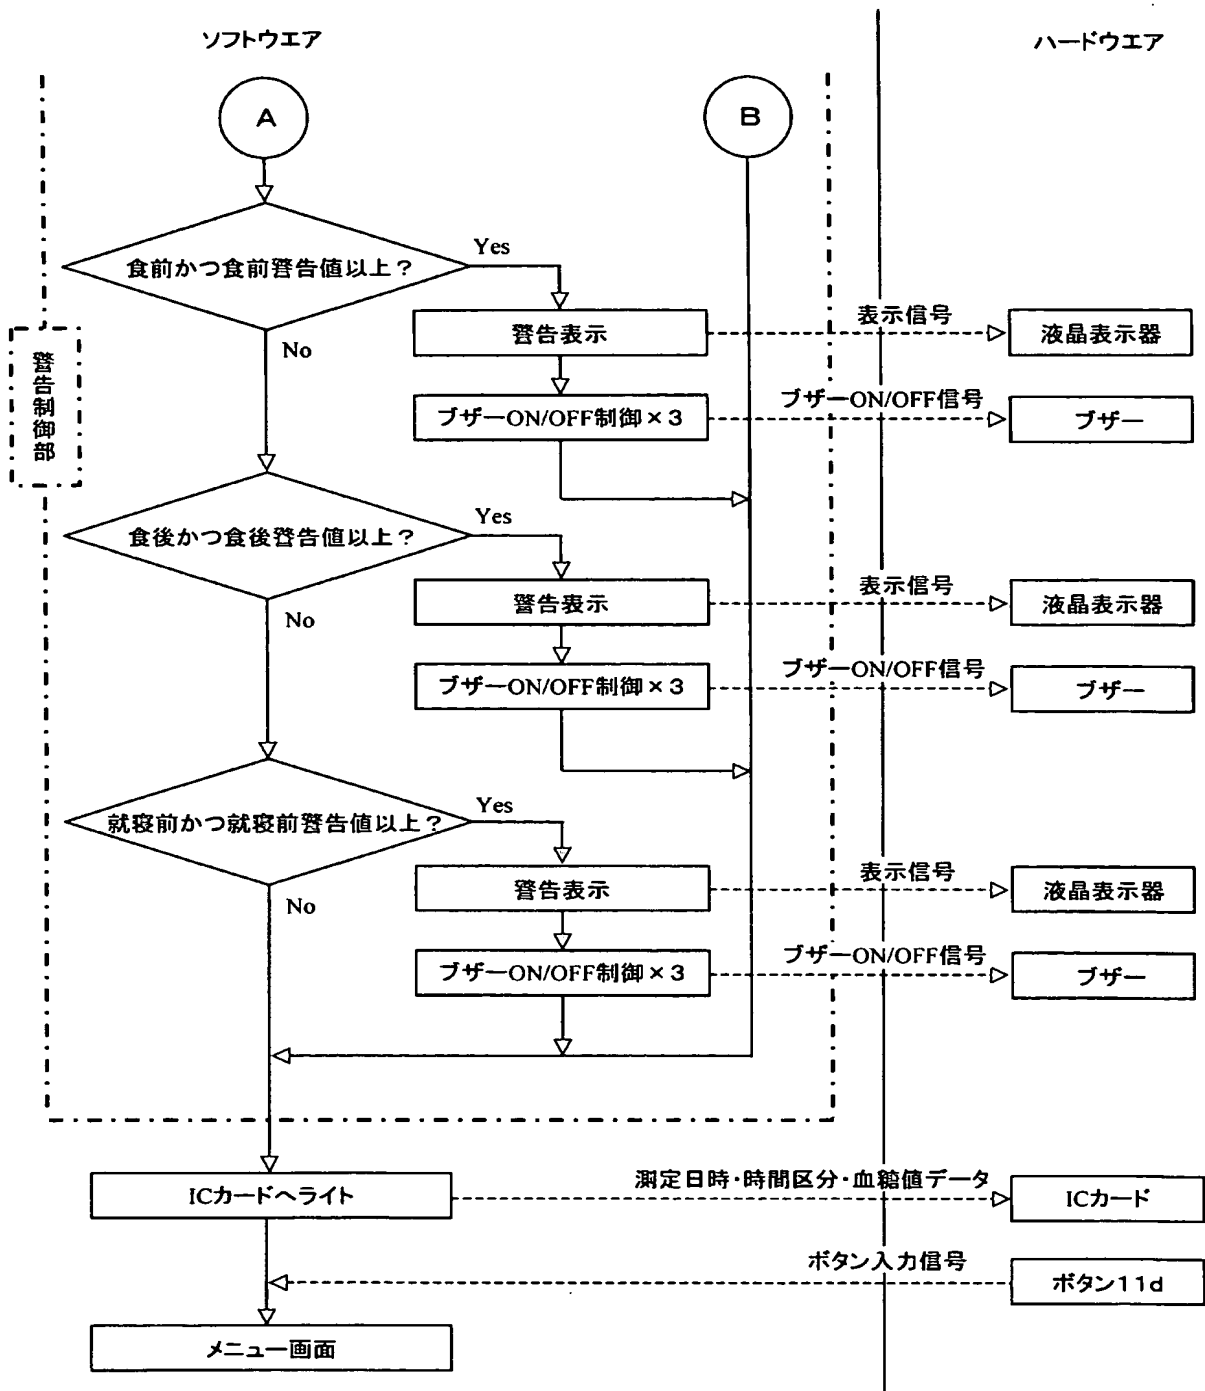 ソフトウエア
ハードウエア
A
B
食前かつ食前警告値以上？
Yes
No
警告表示
表示信号
液晶表示器
警告制御部
ブザーON/OFF制御×3
ブザーON/OFF信号
ブザー
食後かつ食後警告値以上？
Yes
No
警告表示
表示信号
液晶表示器
ブザーON/OFF制御×3
ブザーON/OFF信号
ブザー
就寝前かつ就寝前警告値以上？
Yes
No
警告表示
表示信号
液晶表示器
ブザーON/OFF制御×3
ブザーON/OFF信号
ブザー
ICカードへライト
測定日時・時間区分・血糖値データ
ICカード
ボタン入力信号
ボタン11d
メニュー画面